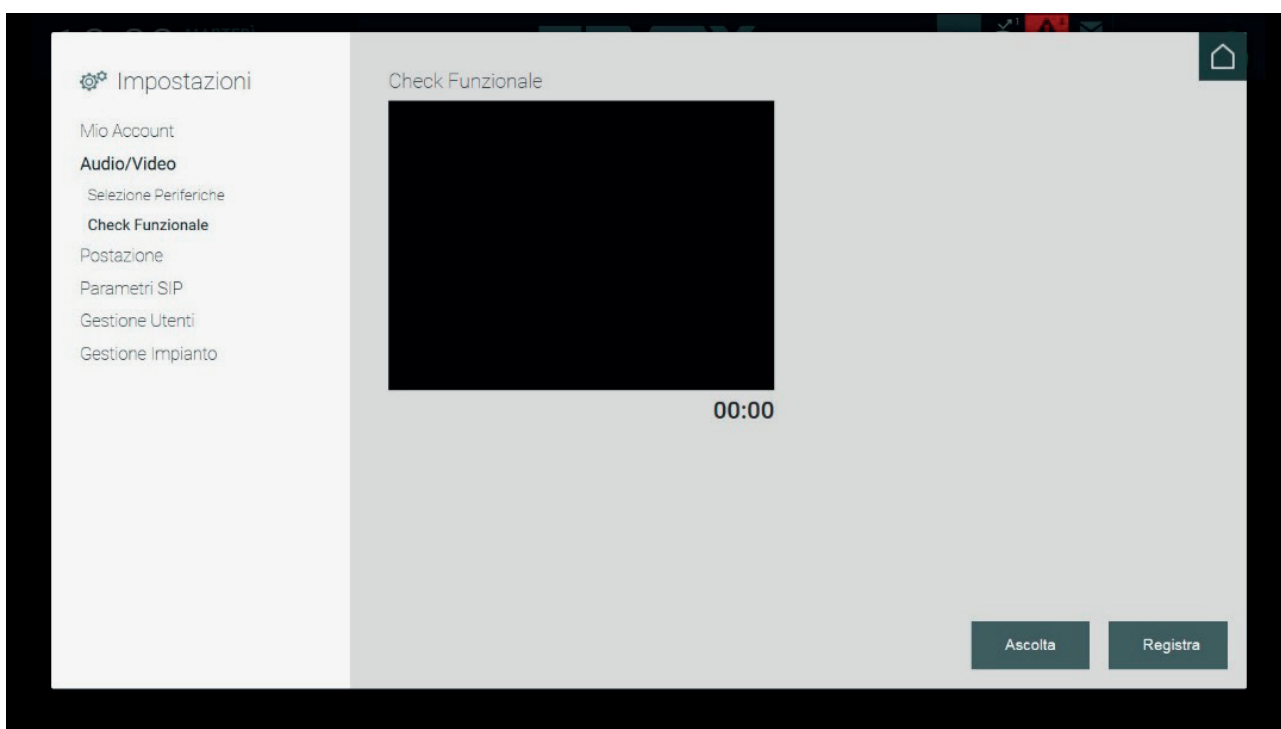 Impostazioni
Mio Account
Audio/Video
Selezione Periferiche
Check Funzionale
Postazione
Parametri SIP
Gestione Utenti
Gestione Impianto
Check Funzionale
00:00
Ascolta
Registra